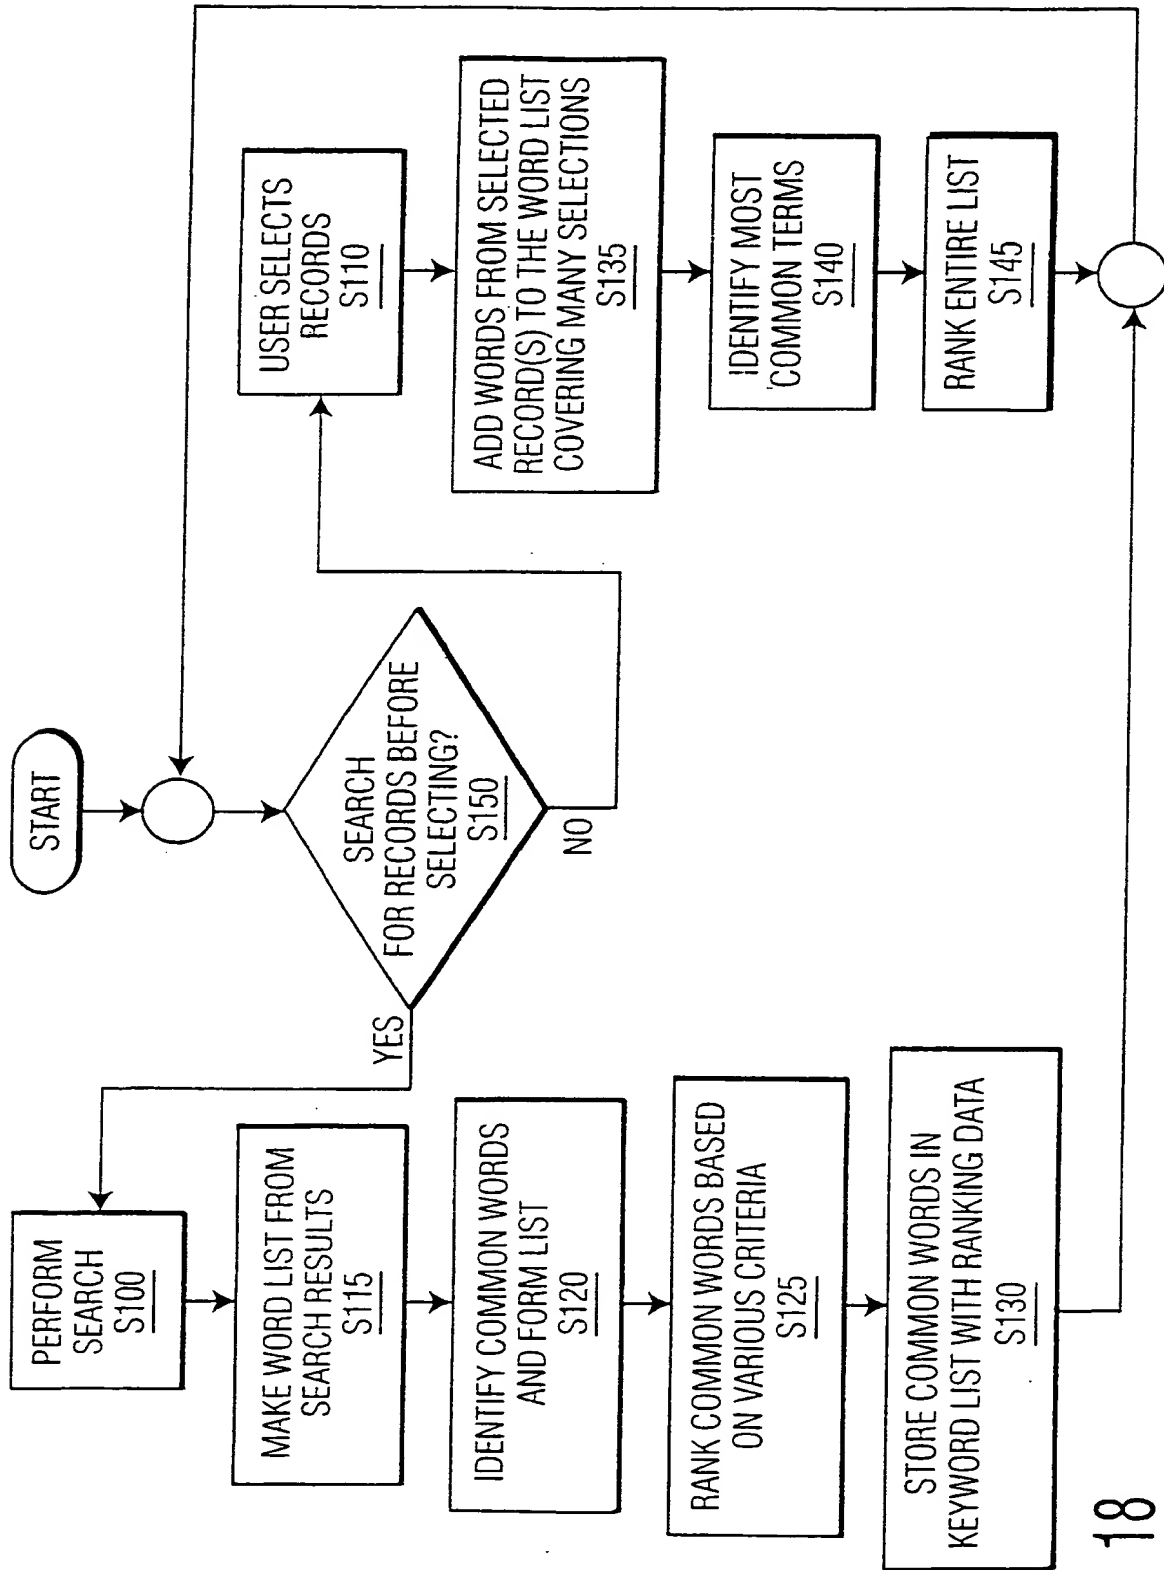 START
SEARCH
FOR RECORDS BEFORE
SELECTING?
S150
YES
NO
PERFORM
SEARCH
S100
MAKE WORD LIST FROM
SEARCH RESULTS
S115
IDENTIFY COMMON WORDS
AND FORM LIST
S120
RANK COMMON WORDS BASED
ON VARIOUS CRITERIA
S125
STORE COMMON WORDS IN
KEYWORD LIST WITH RANKING DATA
S130
USER SELECTS
RECORDS
S110
ADD WORDS FROM SELECTED
RECORD(S) TO THE WORD LIST
COVERING MANY SELECTIONS
S135
IDENTIFY MOST
COMMON TERMS
S140
RANK ENTIRE LIST
S145
18